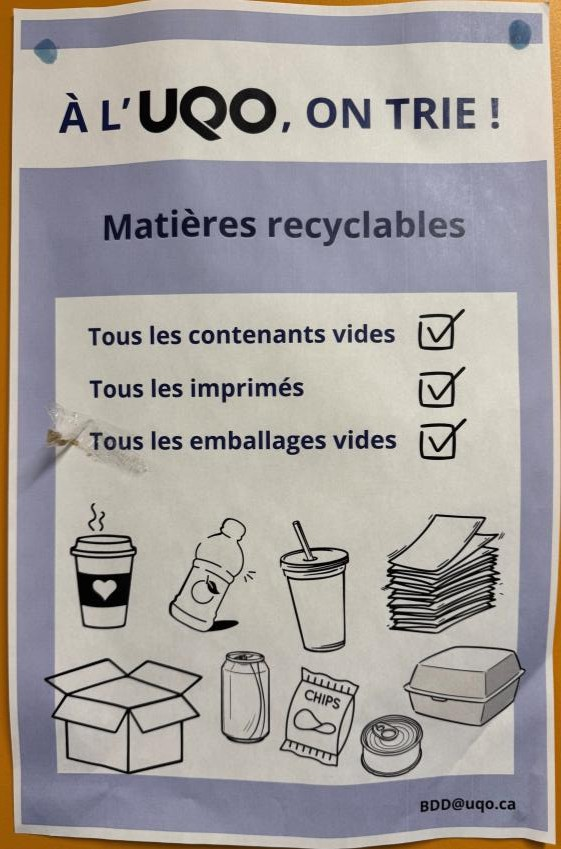 À L'UQO, ON TRIE !
Matières recyclables
Tous les contenants vides
Tous les imprimés
Tous les emballages vides
CHIPS
BDD@uqo.ca